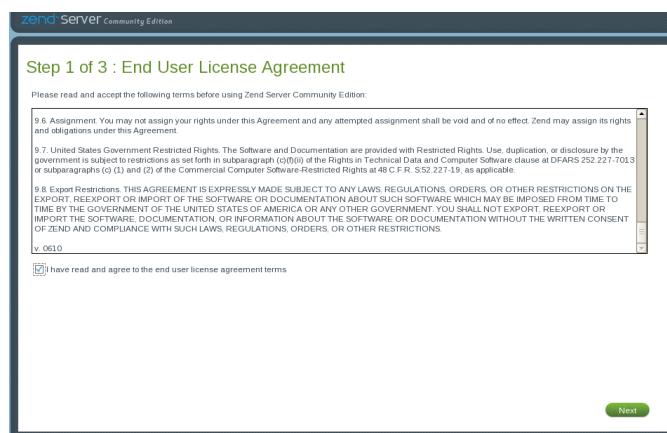 zend server Community Edition
Step 1 of 3 : End User License Agreement
Please read and accept the following terms before using Zend Server Community Edition:
9.6. Assignment. You may not assign your rights under this Agreement and any attempted assignment shall be void and of no effect. Zend may assign its rights
and obligations under this Agreement.
9.7. United States Government Restricted Rights. The Software and Documentation are provided with Restricted Rights. Use, duplication, or disclosure by the
government is subject to restrictions as set forth in subparagraph (c)(l)(ii) of the Rights in Technical Data and Computer Software clause at DFARS 252.227-7013
or subparagraphs (c) (1) and (2) of the Commercial Computer Software-Restricted Rights at 48 C.F.R. S:52.227-19, as applicable.
9.8. Export Restrictions. THIS AGREEMENT IS EXPRESSLY MADE SUBJECT TO ANY LAWS, REGULATIONS, ORDERS, OR OTHER RESTRICTIONS ON THE
EXPORT, REEXPORT OR IMPORT OF THE SOFTWARE OR DOCUMENTATION ABOUT SUCH SOFTWARE WHICH MAY BE IMPOSED FROM TIME TO
TIME BY THE GOVERNMENT OF THE UNITED STATES OF AMERICA OR ANY OTHER GOVERNMENT. YOU SHALL NOT EXPORT, REEXPORT OR
IMPORT THE SOFTWARE, DOCUMENTATION, OR INFORMATION ABOUT THE SOFTWARE OR DOCUMENTATION WITHOUT THE WRITTEN CONSENT
OF ZEND AND COMPLIANCE WITH SUCH LAWS, REGULATIONS, ORDERS, OR OTHER RESTRICTIONS.
v. 0610
I have read and agree to the end user license agreement terms
Next